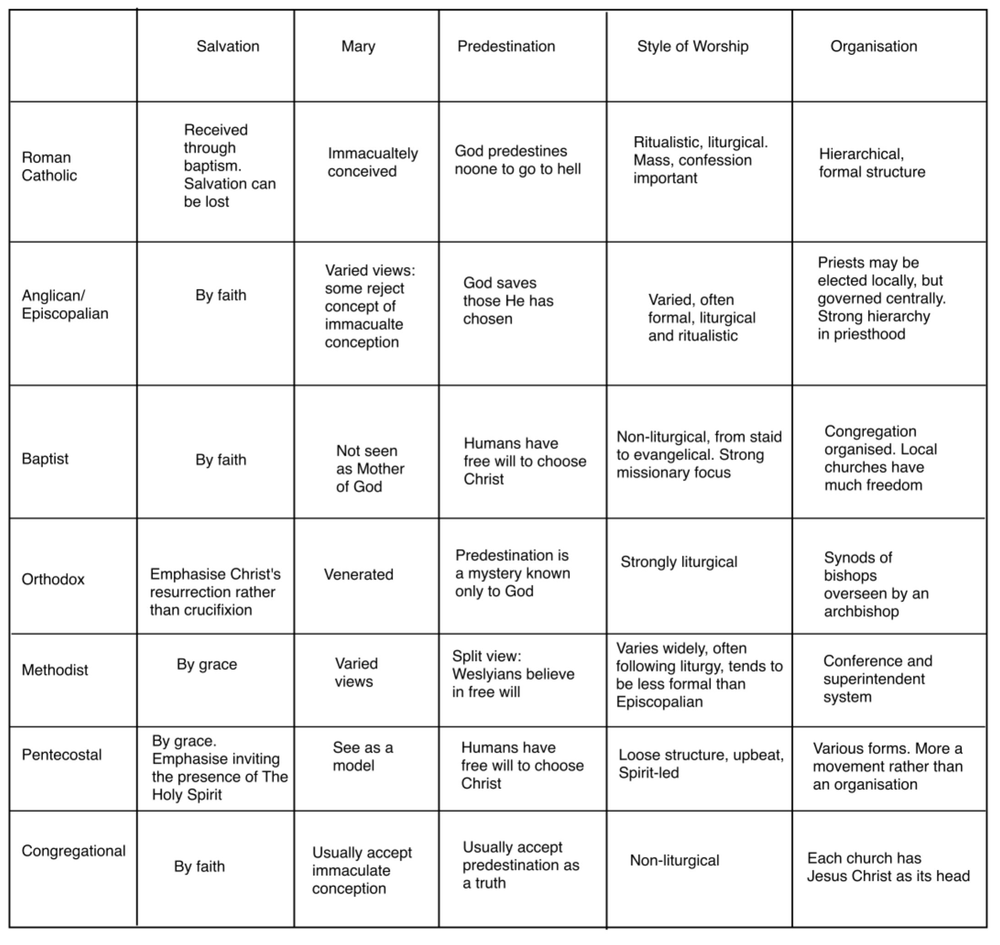 Salvation
Mary
Predestination
Style of Worship
Organisation
Roman
Catholic
Received
through
baptism.
Salvation can
be lost
Immacualtely
conceived
God predestines
noone to go to hell
Ritualistic, liturgical.
Mass, confession
important
Hierarchical,
formal structure
Anglican/
Episcopalian
By faith
Varied views:
some reject
concept of
immacualte
conception
God saves
those He has
chosen
Varied, often
formal, liturgical
and ritualistic
Priests may be
elected locally, but
governed centrally.
Strong hierarchy
in priesthood
Baptist
By faith
Not seen
as Mother
of God
Humans have
free will to choose
Christ
Non-liturgical, from staid
to evangelical. Strong
missionary focus
Congregation
organised. Local
churches have
much freedom
Orthodox
Emphasise Christ's
resurrection rather
than crucifixion
Venerated
Predestination is
a mystery known
only to God
Strongly liturgical
Synods of
bishops
overseen by an
archbishop
Methodist
By grace
Varied
views
Split view:
Weslyians believe
in free will
Varies widely, often
following liturgy, tends to
be less formal than
Episcopalian
Conference and
superintendent
system
Pentecostal
By grace.
Emphasise inviting
the presence of The
Holy Spirit
See as a
model
Humans have
free will to choose
Christ
Loose structure, upbeat,
Spirit-led
Various forms. More a
movement rather than
an organisation
Congregational
By faith
Usually accept
immaculate
conception
Usually accept
predestination as
a truth
Non-liturgical
Each church has
Jesus Christ as its head